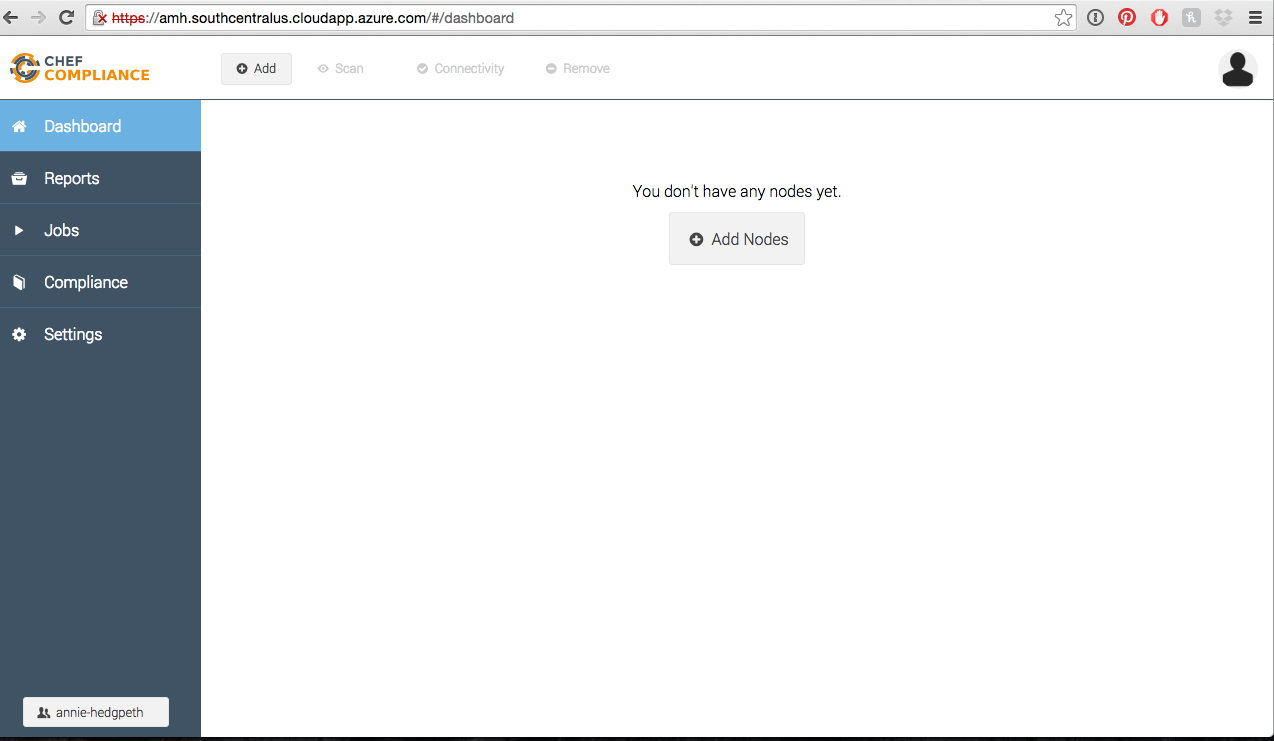 https://amh.southcentralus.cloudapp.azure.com/#/dashboard
CHEF
COMPLIANCE
Add Scan Connectivity Remove
Dashboard
Reports
Jobs
Compliance
Settings
You don't have any nodes yet.
Add Nodes
annie-hedgpeth